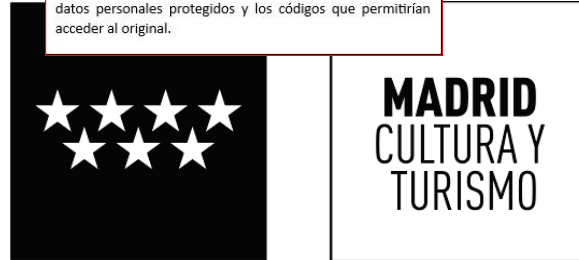 datos personales protegidos y los códigos que permitirían
acceder al original.
MADRID
CULTURA Y
TURISMO